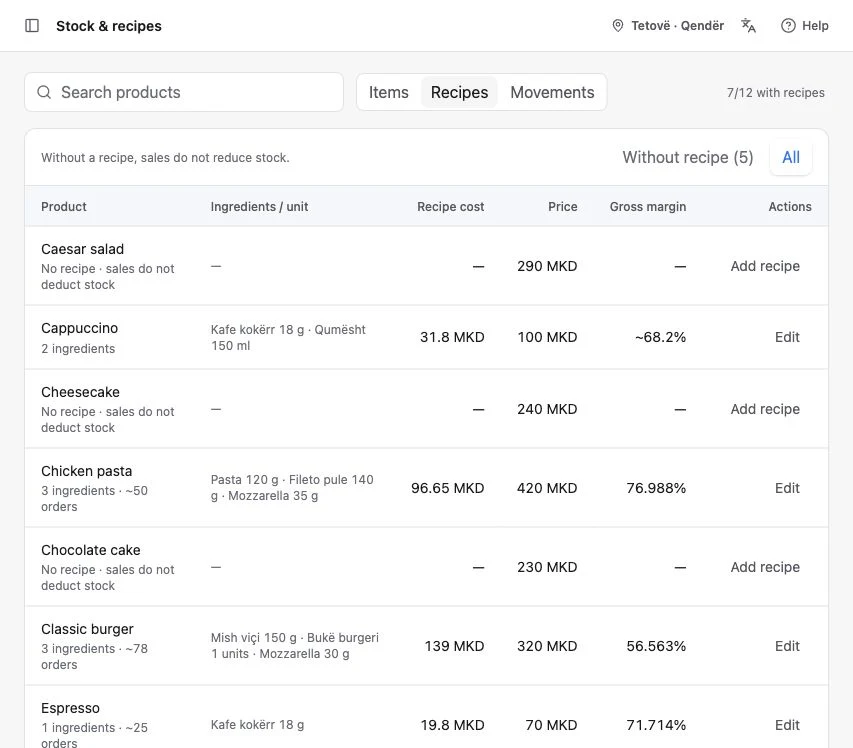 Stock & recipes
Tetovë · Qendër
Help
Search products
Items
Recipes
Movements
7/12 with recipes
Without a recipe, sales do not reduce stock.
Without recipe (5)
All
Product
Ingredients / unit
Recipe cost
Price
Gross margin
Actions
Caesar salad
No recipe · sales do not
deduct stock
—
—
290 MKD
—
Add recipe
Cappuccino
2 ingredients
Kafe kokërr 18 g · Qumësht
150 ml
31.8 MKD
100 MKD
~68.2%
Edit
Cheesecake
No recipe · sales do not
deduct stock
—
—
240 MKD
—
Add recipe
Chicken pasta
3 ingredients · ~50
orders
Pasta 120 g · Fileto pule 140
g · Mozzarella 35 g
96.65 MKD
420 MKD
76.988%
Edit
Chocolate cake
No recipe · sales do not
deduct stock
—
—
230 MKD
—
Add recipe
Classic burger
3 ingredients · ~78
orders
Mish viçi 150 g · Bukë burgeri
1 units · Mozzarella 30 g
139 MKD
320 MKD
56.563%
Edit
Espresso
1 ingredients · ~25
orders
Kafe kokërr 18 g
19.8 MKD
70 MKD
71.714%
Edit